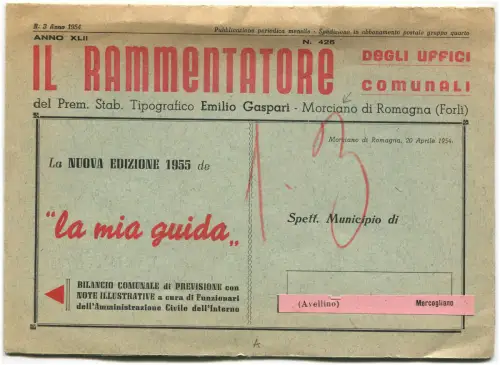 N. 3 Anno 1954
Pubblicazione periodica mensile - Spedizione in abbonamento postale gruppo quarto
ANNO XLII
N. 425
IL RAMMENTATORE DEGLI UFFICI COMUNALI
del Prem. Stab. Tipografico Emilio Gaspari - Morciano di Romagna (Forlì)
Morciano di Romagna, 20 Aprile 1954.
La NUOVA EDIZIONE 1955 de
"la mia guida„
1.3
Spett. Municipio di
BILANCIO COMUNALE di PREVISIONE con
NOTE ILLUSTRATIVE a cura di Funzionari
dell'Amministrazione Civile dell'Interno
(Avellino) Mercogliano